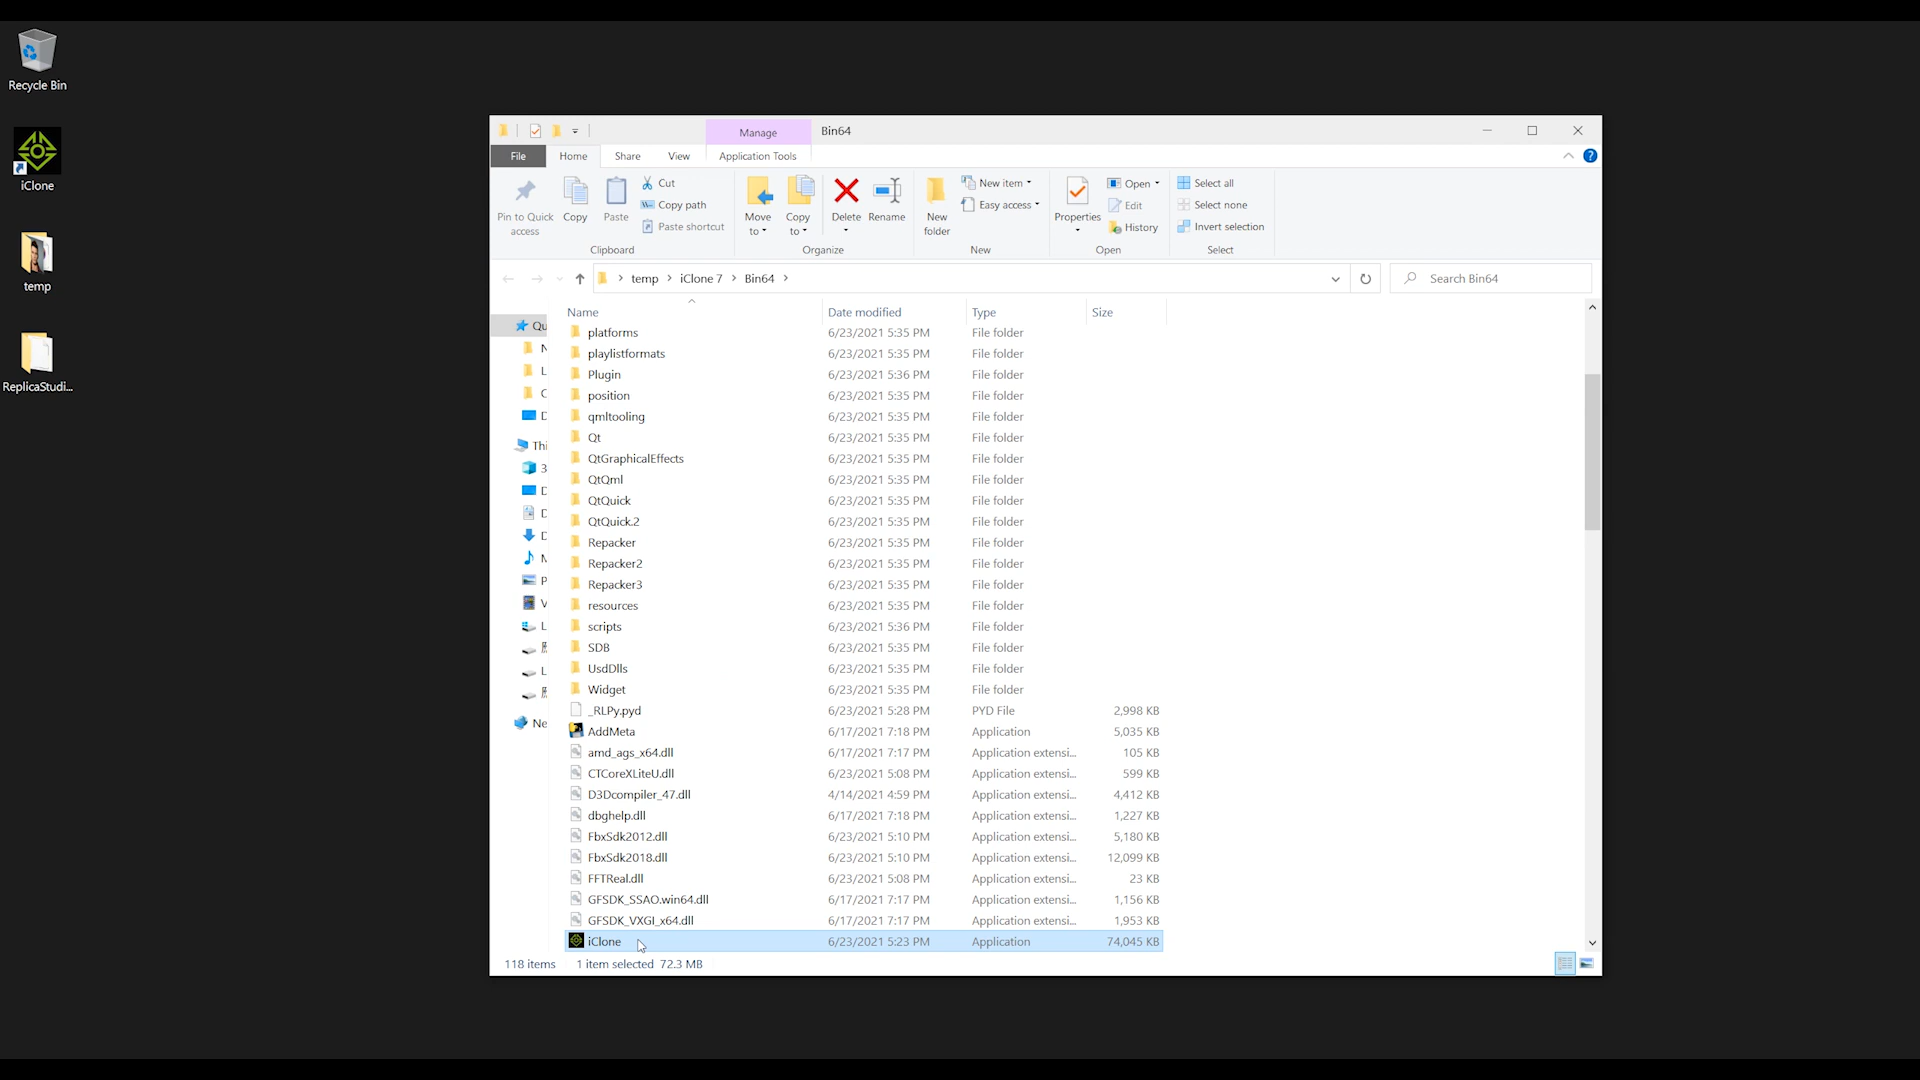 Recycle Bin
iClone
temp
ReplicaStudi...
Manage
Bin64
File
Home
Share
View
Application Tools
Pin to Quick access
Copy
Paste
Cut
Copy path
Paste shortcut
Clipboard
Move to
Copy to
Delete
Rename
Organize
New folder
New item
Easy access
New
Properties
Open
Edit
History
Open
Select all
Select none
Invert selection
Select
temp > iClone 7 > Bin64 >
Search Bin64
Name Date modified Type Size
platforms 6/23/2021 5:35 PM File folder
playlistformats 6/23/2021 5:35 PM File folder
Plugin 6/23/2021 5:36 PM File folder
position 6/23/2021 5:35 PM File folder
qmltooling 6/23/2021 5:35 PM File folder
Qt 6/23/2021 5:35 PM File folder
QtGraphicalEffects 6/23/2021 5:35 PM File folder
QtQml 6/23/2021 5:35 PM File folder
QtQuick 6/23/2021 5:35 PM File folder
QtQuick.2 6/23/2021 5:35 PM File folder
Repacker 6/23/2021 5:35 PM File folder
Repacker2 6/23/2021 5:35 PM File folder
Repacker3 6/23/2021 5:35 PM File folder
resources 6/23/2021 5:35 PM File folder
scripts 6/23/2021 5:36 PM File folder
SDB 6/23/2021 5:35 PM File folder
UsdDlls 6/23/2021 5:35 PM File folder
Widget 6/23/2021 5:35 PM File folder
_RLPy.pyd 6/23/2021 5:28 PM PYD File 2,998 KB
AddMeta 6/17/2021 7:18 PM Application 5,035 KB
amd_ags_x64.dll 6/17/2021 7:17 PM Application extensi... 105 KB
CTCoreXLiteU.dll 6/23/2021 5:08 PM Application extensi... 599 KB
D3Dcompiler_47.dll 4/14/2021 4:59 PM Application extensi... 4,412 KB
dbghelp.dll 6/17/2021 7:18 PM Application extensi... 1,227 KB
FbxSdk2012.dll 6/23/2021 5:10 PM Application extensi... 5,180 KB
FbxSdk2018.dll 6/23/2021 5:10 PM Application extensi... 12,099 KB
FFTReal.dll 6/23/2021 5:08 PM Application extensi... 23 KB
GFSDK_SSAO.win64.dll 6/17/2021 7:17 PM Application extensi... 1,156 KB
GFSDK_VXGI_x64.dll 6/17/2021 7:17 PM Application extensi... 1,953 KB
iClone 6/23/2021 5:23 PM Application 74,045 KB
118 items 1 item selected 72.3 MB